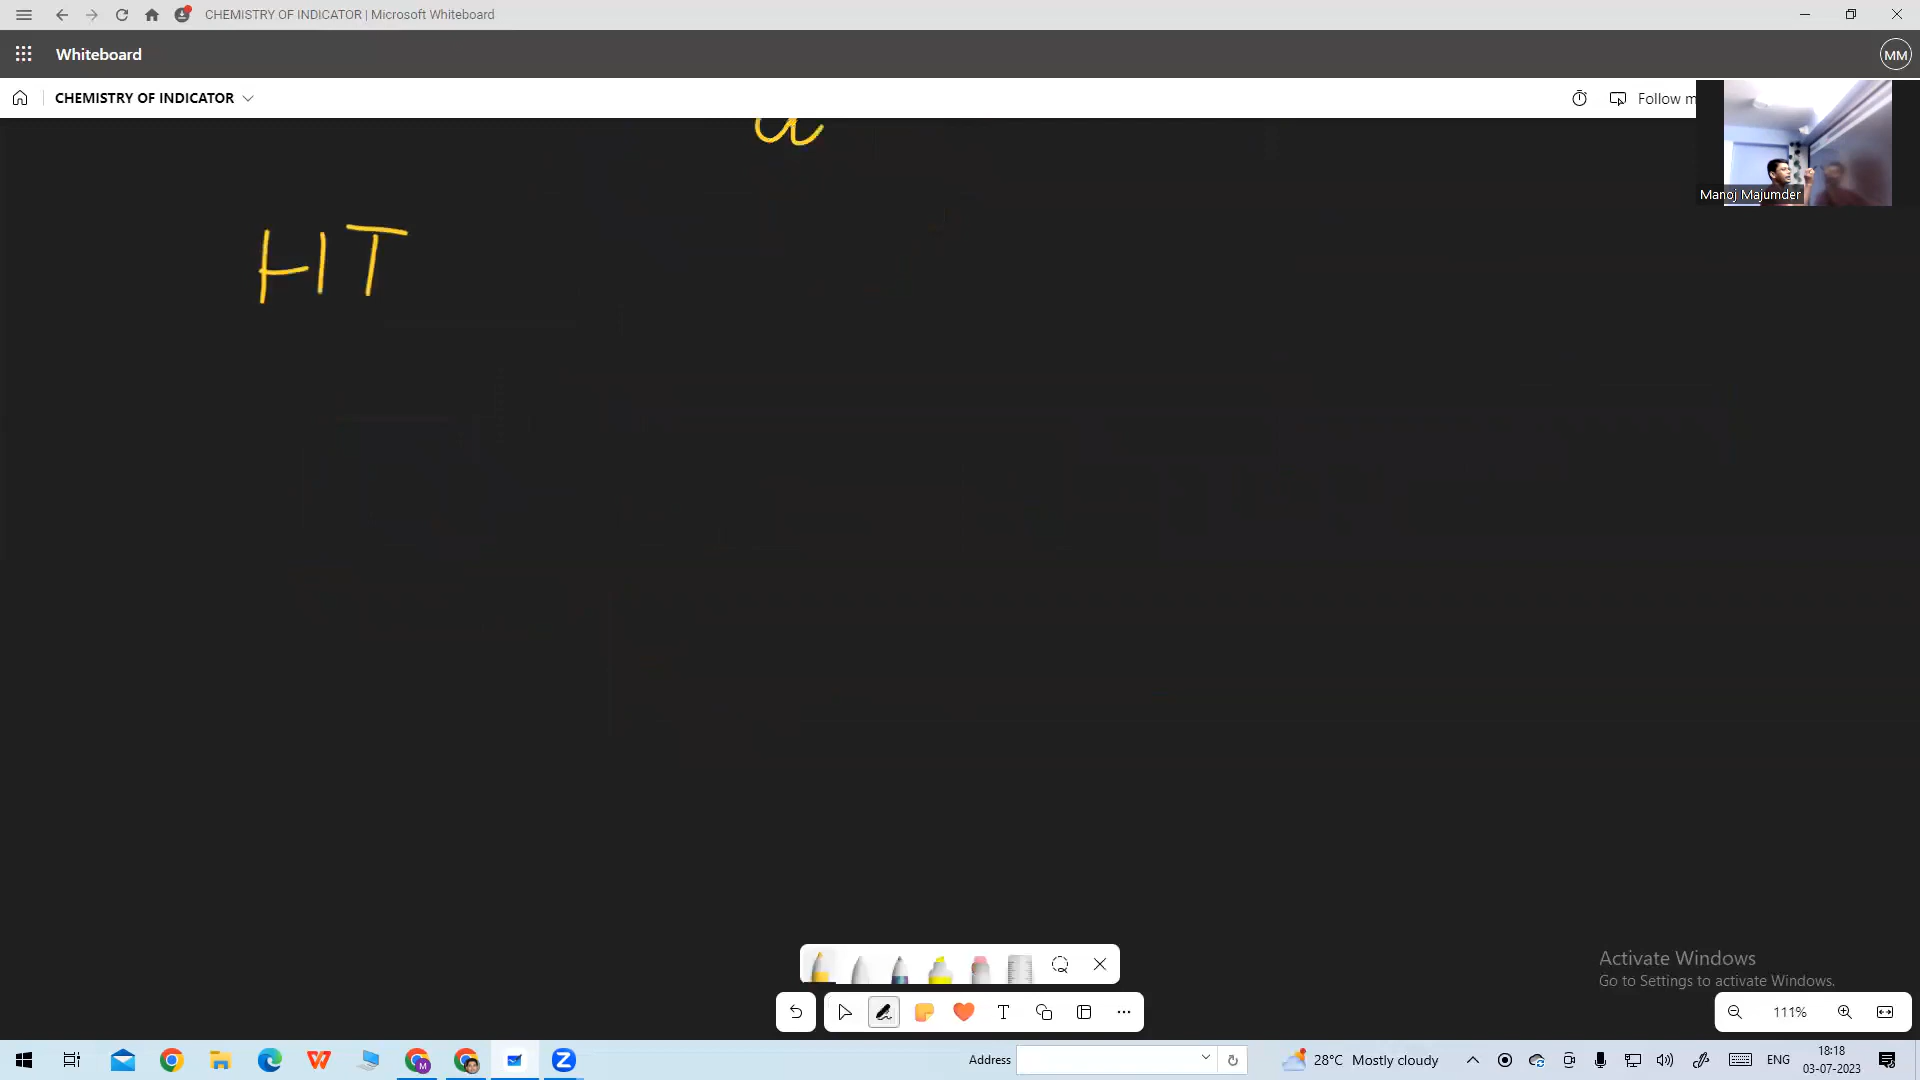 CHEMISTRY OF INDICATOR | Microsoft Whiteboard
Whiteboard
MM
CHEMISTRY OF INDICATOR
Follow m
Manoj Majumder
a
HT
Activate Windows
Go to Settings to activate Windows.
T
111%
Address
28°C Mostly cloudy
ENG
18:18
03-07-2023